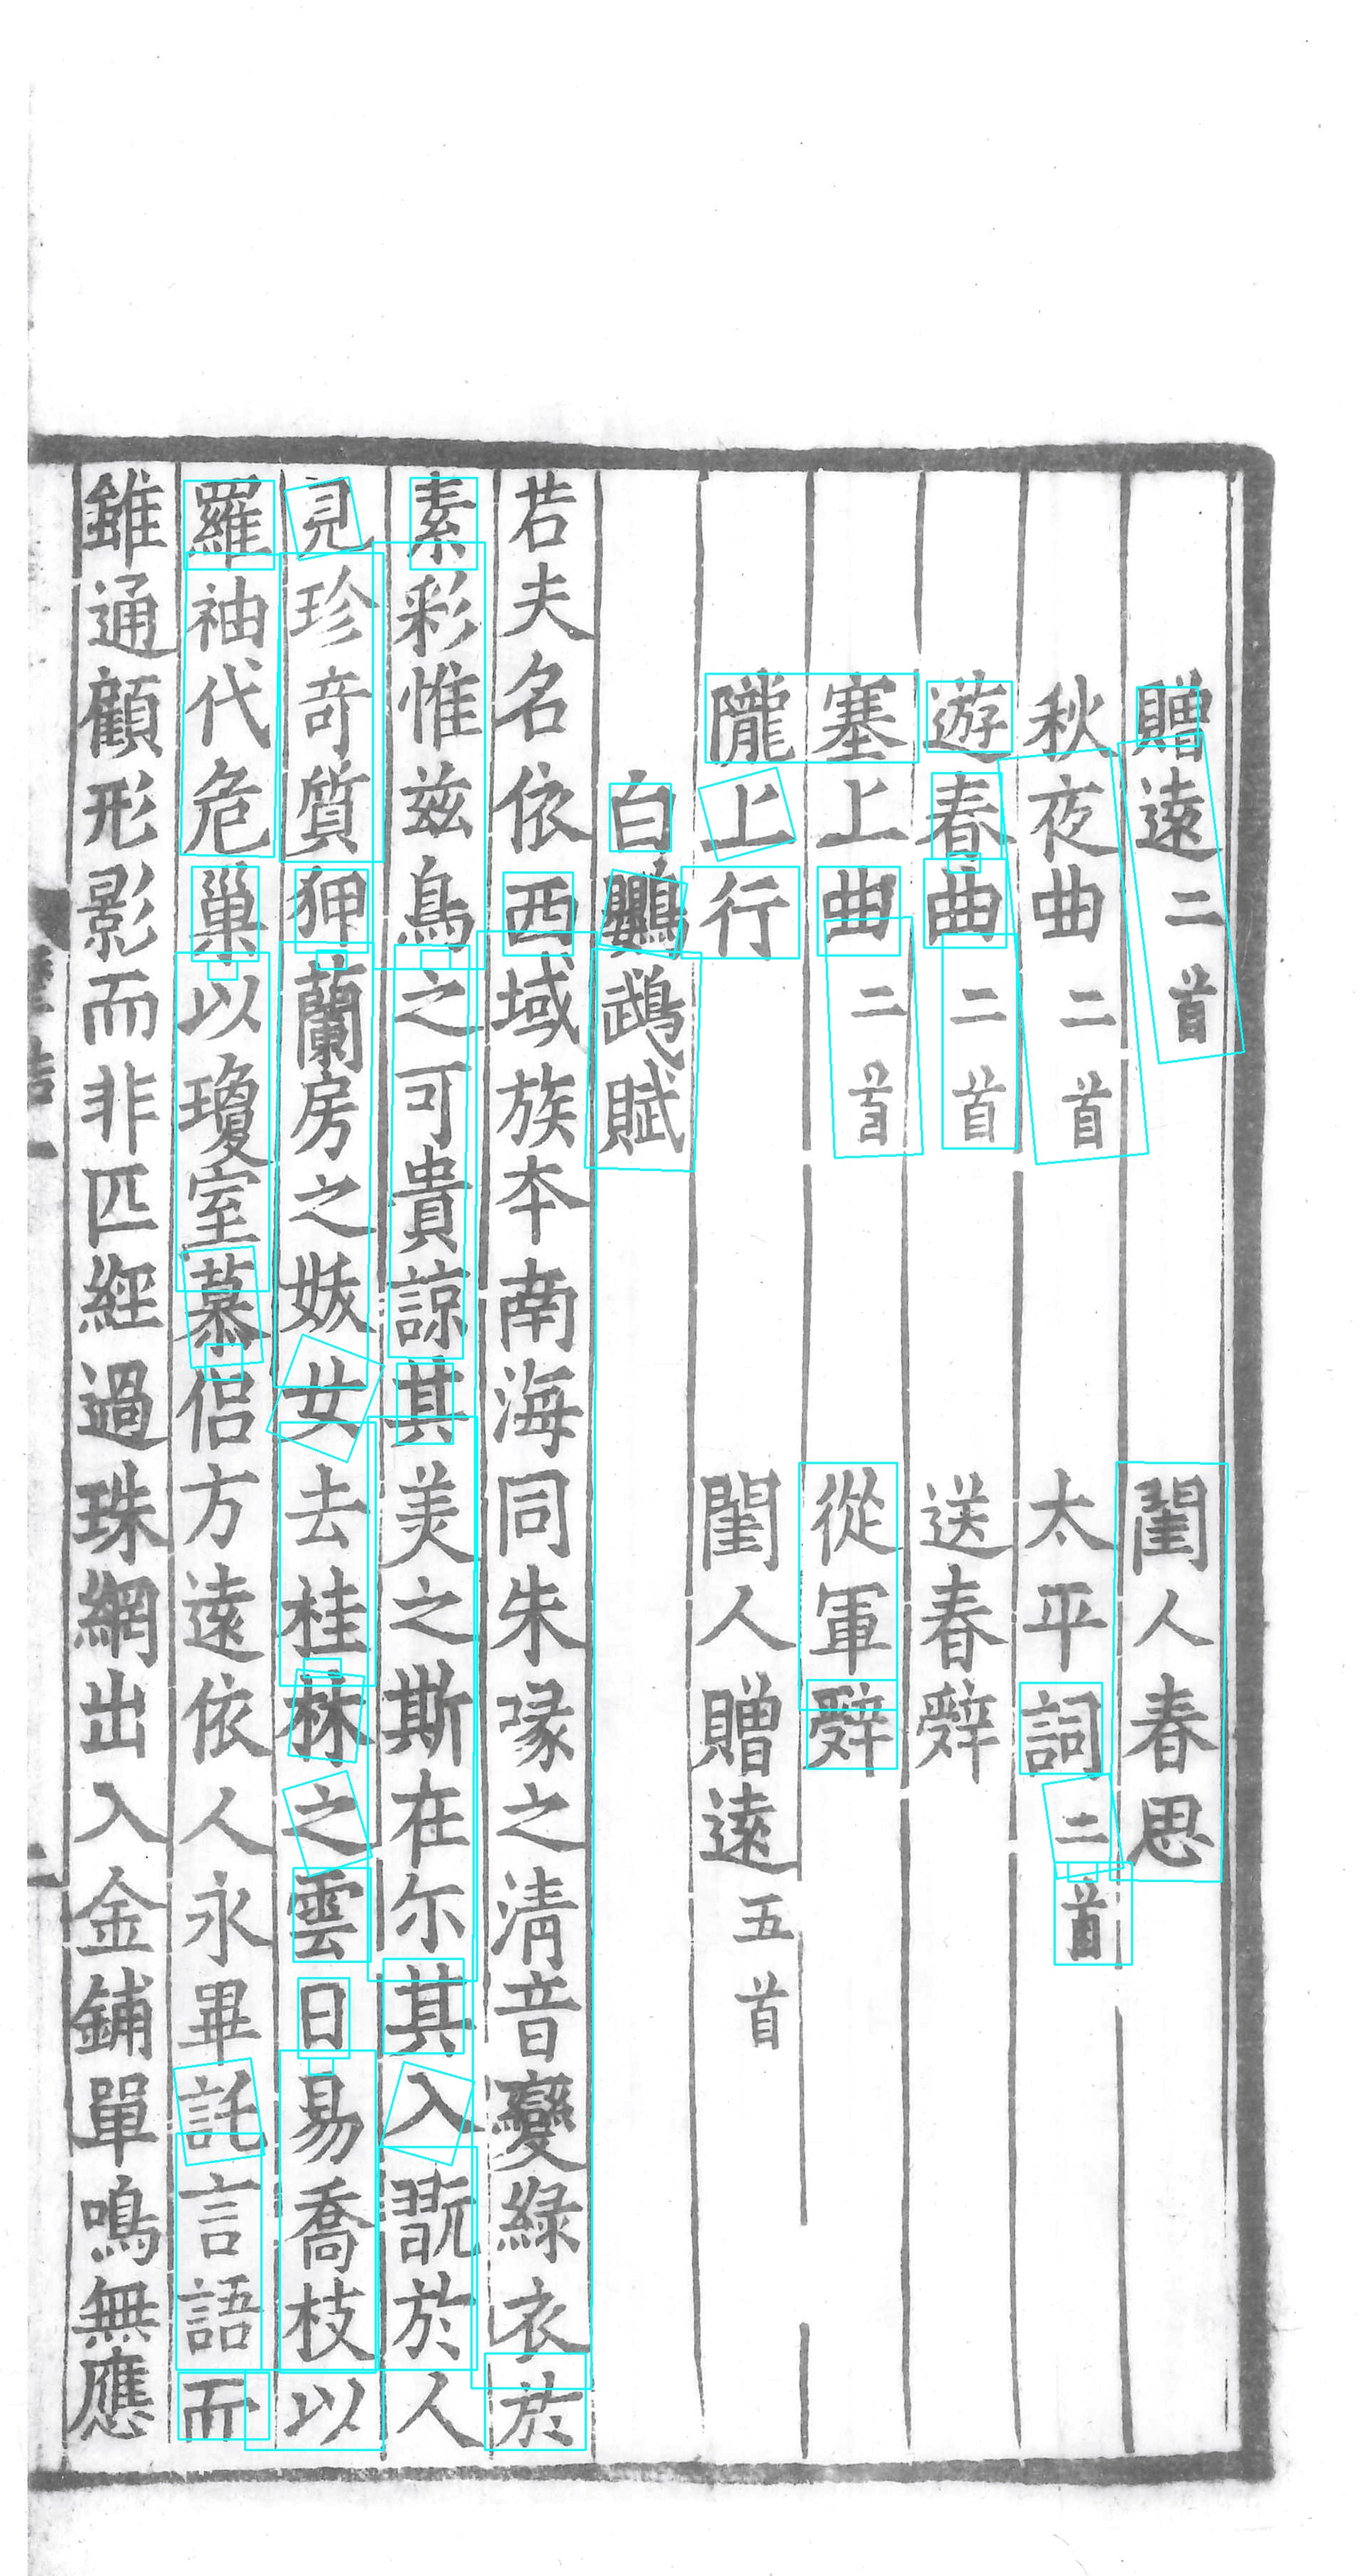 贈遠二首　閨人春思
秋夜曲二首　太平詞二首
遊春曲二首　送春辭
塞上曲二首　從軍辭
隴上行　閨人贈遠五首
白鸚鵡賦
若夫名依西域族本南海同朱喙之清音變綠衣於
素彩惟茲鳥之可貴諒其美之斯在尓其入翫於人
見珍奇質狎蘭房之妖女去桂林之雲日易喬枝以
羅袖代危巢以瓊室慕侶方遠依人永畢託言語而
雖通顧形影而非匹經過珠網出入金鋪單鳴無應